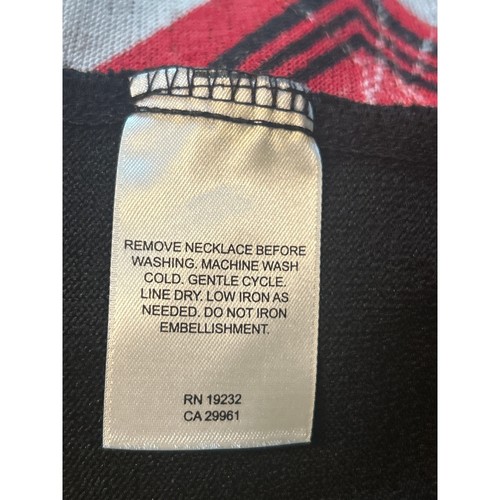 REMOVE NECKLACE BEFORE
WASHING. MACHINE WASH
COLD. GENTLE CYCLE.
LINE DRY. LOW IRON AS
NEEDED. DO NOT IRON
EMBELLISHMENT.
RN 19232
CA 29961